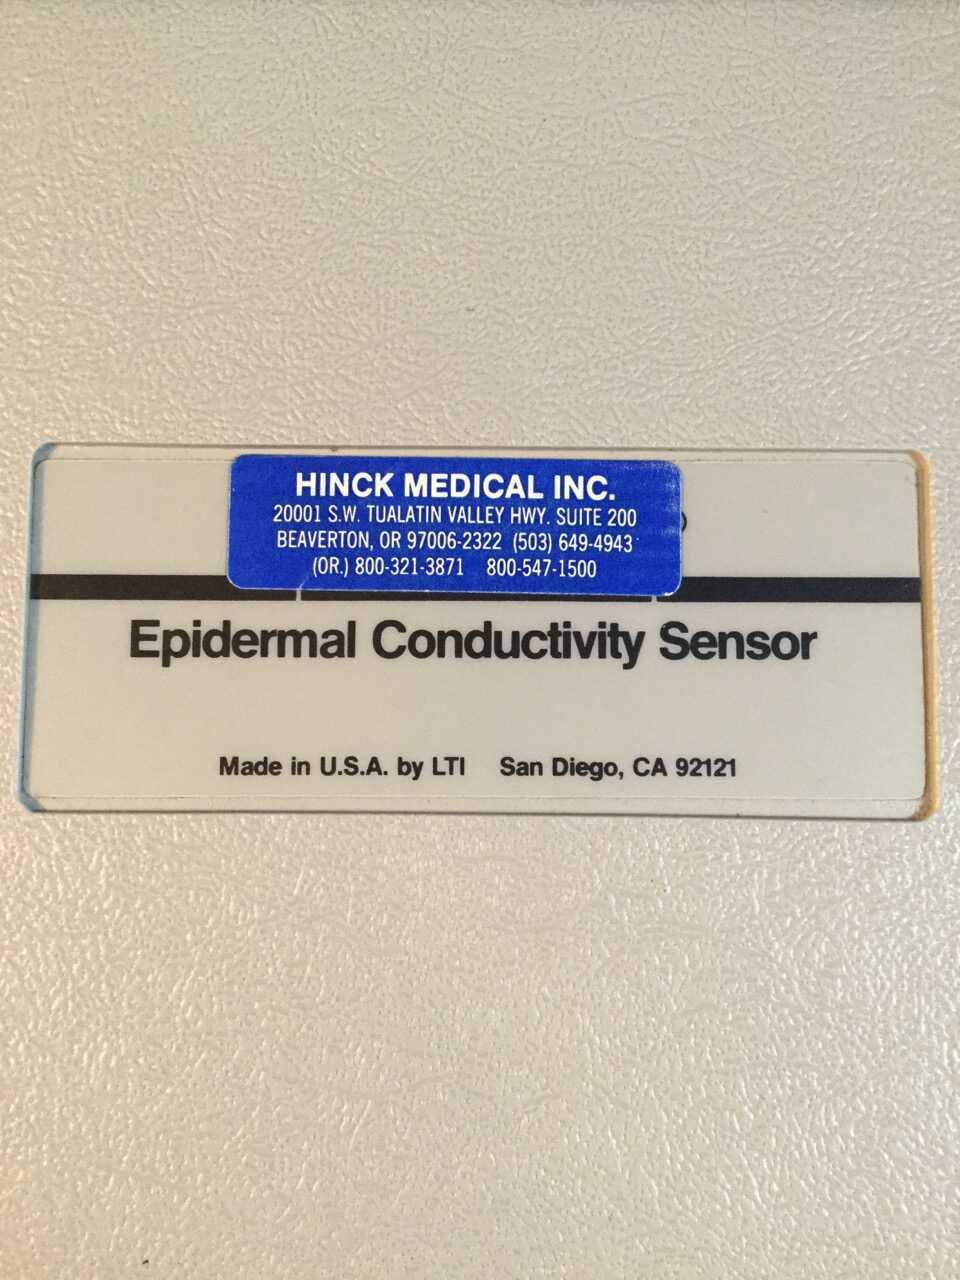 HINCK MEDICAL INC.
20001 S.W. TUALATIN VALLEY HWY. SUITE 200
BEAVERTON, OR 97006-2322 (503) 649-4943
(OR.) 800-321-3871 800-547-1500
Epidermal Conductivity Sensor
Made in U.S.A. by LTI San Diego, CA 92121